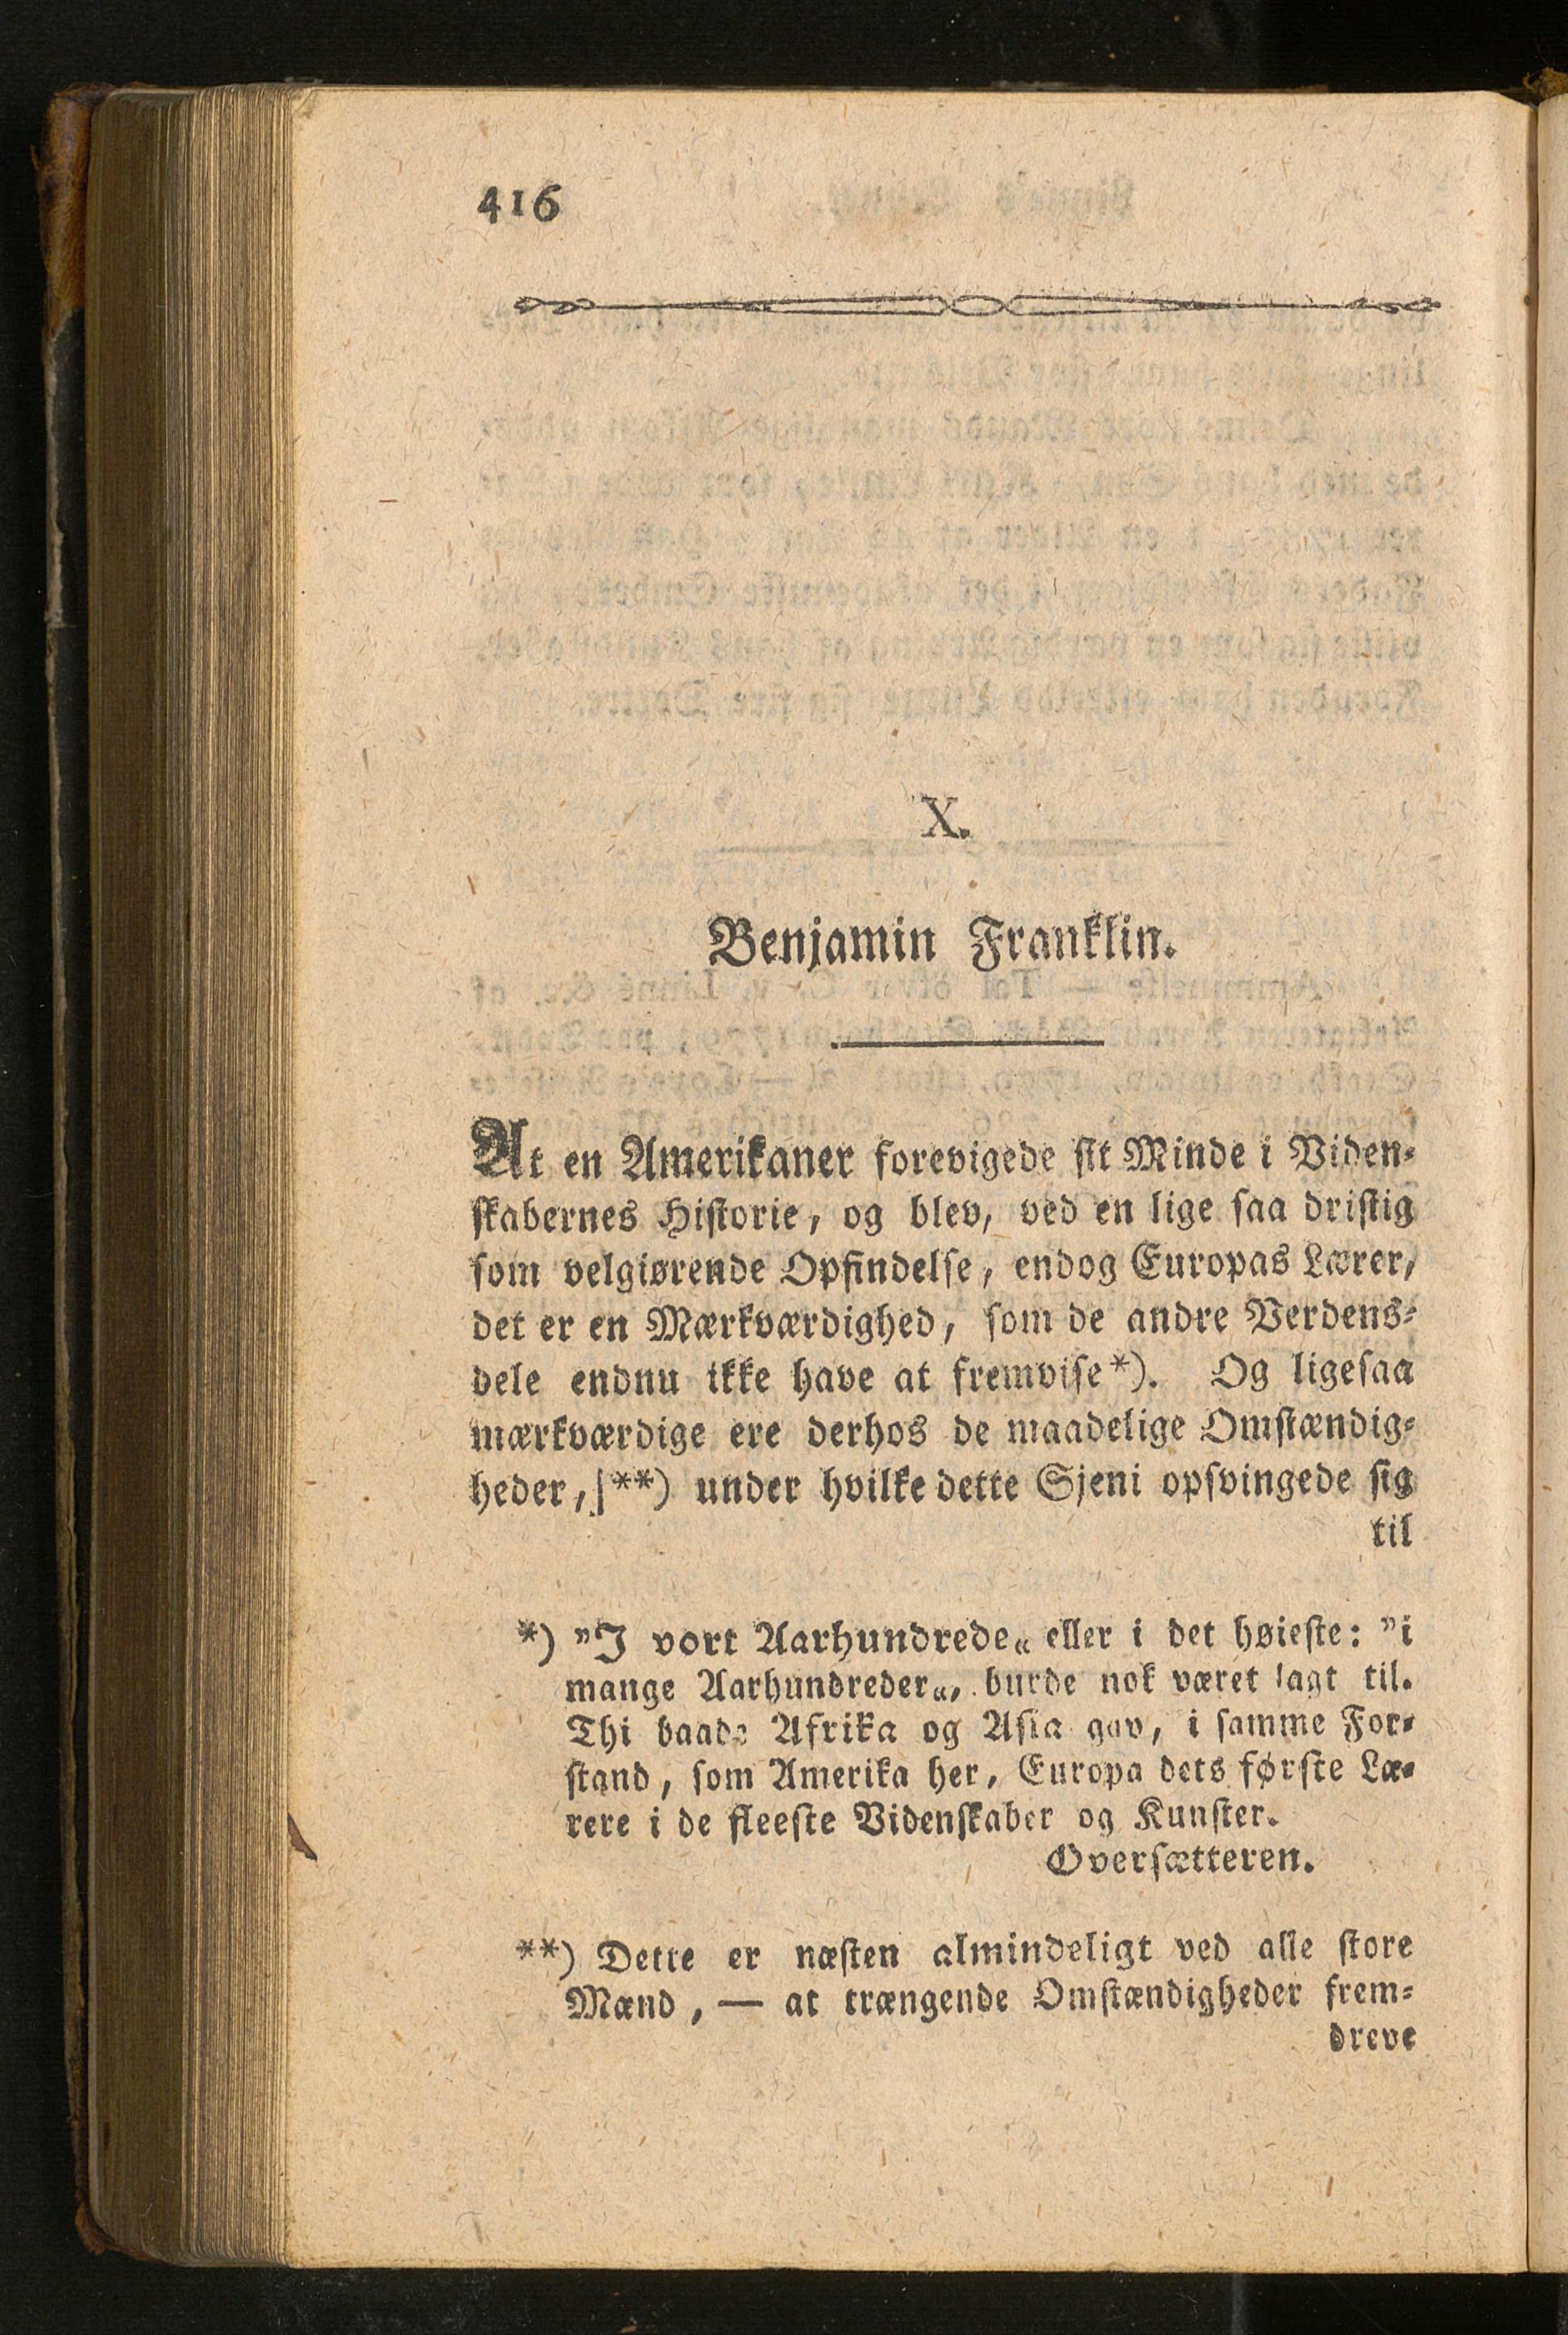 416
X.
Benjamin Franklin.
At en Amerikaner forevigede sit Minde i Viden-
skabernes Historie, og blev, ved en lige saa dristig
som velgiørende Opfindelse, endog Europas Lærer,
det er en Mærkværdighed, som de andre Verdens-
dele endnu ikke have at fremvise*). Og ligesaa
mærkværdige ere derhos de maadelige Omstændig-
heder,|**) under hvilke dette Sjeni opsvingede sig
til
*) ”I vort Aarhundrede„ eller i det høieste: ”i
mange Aarhundreder„, burde nok været lagt til.
Thi baade Afrika og Asia gav, i samme For-
stand, som Amerika her, Europa dets første Læ-
rere i de fleeste Videnskaber og Kunster.
Oversætteren.
**) Dette er næsten almindeligt ved alle store
Mænd, — at trængende Omstændigheder frem-
dreve